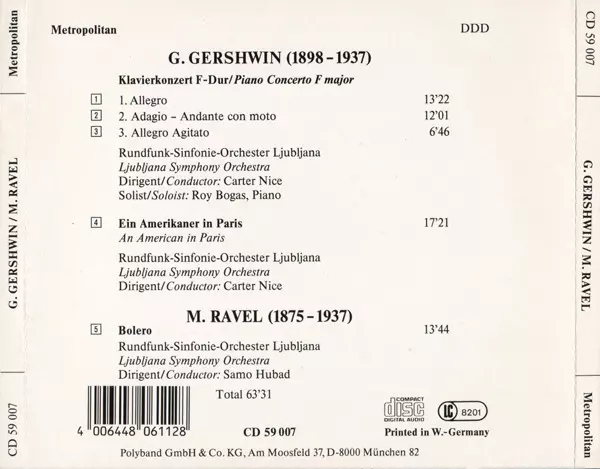 Metropolitan
DDD
G. GERSHWIN (1898-1937)
Klavierkonzert F-Dur/Piano Concerto F major
1 1. Allegro 13'22
2 2. Adagio – Andante con moto 12'01
3 3. Allegro Agitato 6'46
Rundfunk-Sinfonie-Orchester Ljubljana
Ljubljana Symphony Orchestra
Dirigent/Conductor: Carter Nice
Solist/Soloist: Roy Bogas, Piano
4 Ein Amerikaner in Paris 17'21
An American in Paris
Rundfunk-Sinfonie-Orchester Ljubljana
Ljubljana Symphony Orchestra
Dirigent/Conductor: Carter Nice
M. RAVEL (1875-1937)
5 Bolero 13'44
Rundfunk-Sinfonie-Orchester Ljubljana
Ljubljana Symphony Orchestra
Dirigent/Conductor: Samo Hubad
Total 63'31
4 006448 061128
CD 59 007
COMPACT
disc
DIGITAL AUDIO
LC 8201
Printed in W.-Germany
Polyband GmbH & Co. KG, Am Moosfeld 37, D-8000 München 82
Metropolitan
G. GERSHWIN / M. RAVEL
CD 59 007
CD 59 007
G. GERSHWIN / M. RAVEL
Metropolitan